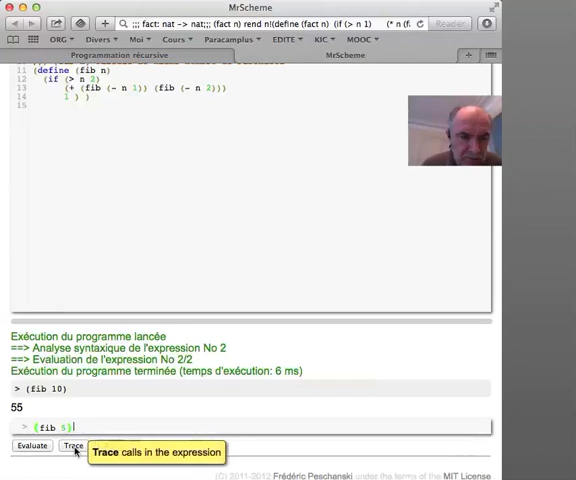 MrScheme
;;; fact: nat -> nat;;; (fact n) rend n!(define (fact n) (if (> n 1) (* n (f
Reader
ORG Divers Moi Cours Paracamplus EDITE KIC MOOC
Programmation récursive MrScheme
11 (define (fib n)
12 (if (> n 2)
13 (+ (fib (- n 1)) (fib (- n 2)))
14 1 ) )
15
Exécution du programme lancée
==> Analyse syntaxique de l'expression No 2
==> Evaluation de l'expression No 2/2
Exécution du programme terminée (temps d'exécution: 6 ms)
> (fib 10)
55
> (fib 5)
Evaluate Trace
Trace calls in the expression
(C) 2011-2012 Frédéric Peschanski under the terms of the MIT License